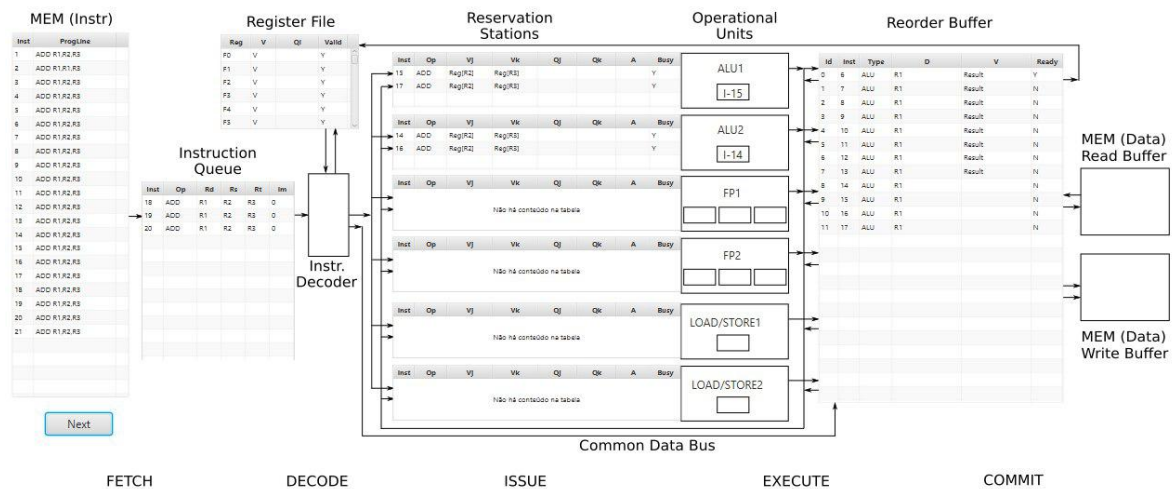 MEM (Instr)
Inst ProgLine
1 ADD R1,R2,R3
2 ADD R1,R1,R3
3 ADD R1,R2,R3
4 ADD R1,R2,R3
5 ADD R1,R2,R3
6 ADD R1,R2,R3
7 ADD R1,R2,R3
8 ADD R1,R2,R3
9 ADD R1,R2,R3
10 ADD R1,R2,R3
11 ADD R1,R2,R3
12 ADD R1,R2,R3
13 ADD R1,R2,R3
14 ADD R1,R2,R3
15 ADD R1,R2,R3
16 ADD R1,R2,R3
17 ADD R1,R2,R3
18 ADD R1,R2,R3
19 ADD R1,R2,R3
20 ADD R1,R2,R3
21 ADD R1,R2,R3
Next
Register File
Reg V Qi Valid
F0 V Y
F1 V Y
F2 V Y
F3 V Y
F4 V Y
F5 V Y
Instruction
Queue
Inst Op Rd Rs Rt Im
18 ADD R1 R2 R3 0
19 ADD R1 R2 R3 0
20 ADD R1 R2 R3 0
Instr.
Decoder
Reservation
Stations
Operational
Units
Inst Op Vj Vk Qj Qk A Busy
15 ADD Reg[R2] Reg[R3] Y
17 ADD Reg[R2] Reg[R3] Y
ALU1
I-15
Inst Op Vj Vk Qj Qk A Busy
14 ADD Reg[R2] Reg[R3] Y
16 ADD Reg[R2] Reg[R3] Y
ALU2
I-14
Inst Op Vj Vk Qj Qk A Busy
Não há conteúdo na tabela
FP1
Inst Op Vj Vk Qj Qk A Busy
Não há conteúdo na tabela
FP2
Inst Op Vj Vk Qj Qk A Busy
Não há conteúdo na tabela
LOAD/STORE1
Inst Op Vj Vk Qj Qk A Busy
Não há conteúdo na tabela
LOAD/STORE2
Common Data Bus
Reorder Buffer
Id Inst Type D V Ready
0 6 ALU R1 Result Y
1 7 ALU R1 Result N
2 8 ALU R1 Result N
3 9 ALU R1 Result N
4 10 ALU R1 Result N
5 11 ALU R1 Result N
6 12 ALU R1 Result N
7 13 ALU R1 Result N
8 14 ALU R1 N
9 15 ALU R1 N
10 16 ALU R1 N
11 17 ALU R1 N
MEM (Data)
Read Buffer
MEM (Data)
Write Buffer
FETCH
DECODE
ISSUE
EXECUTE
COMMIT